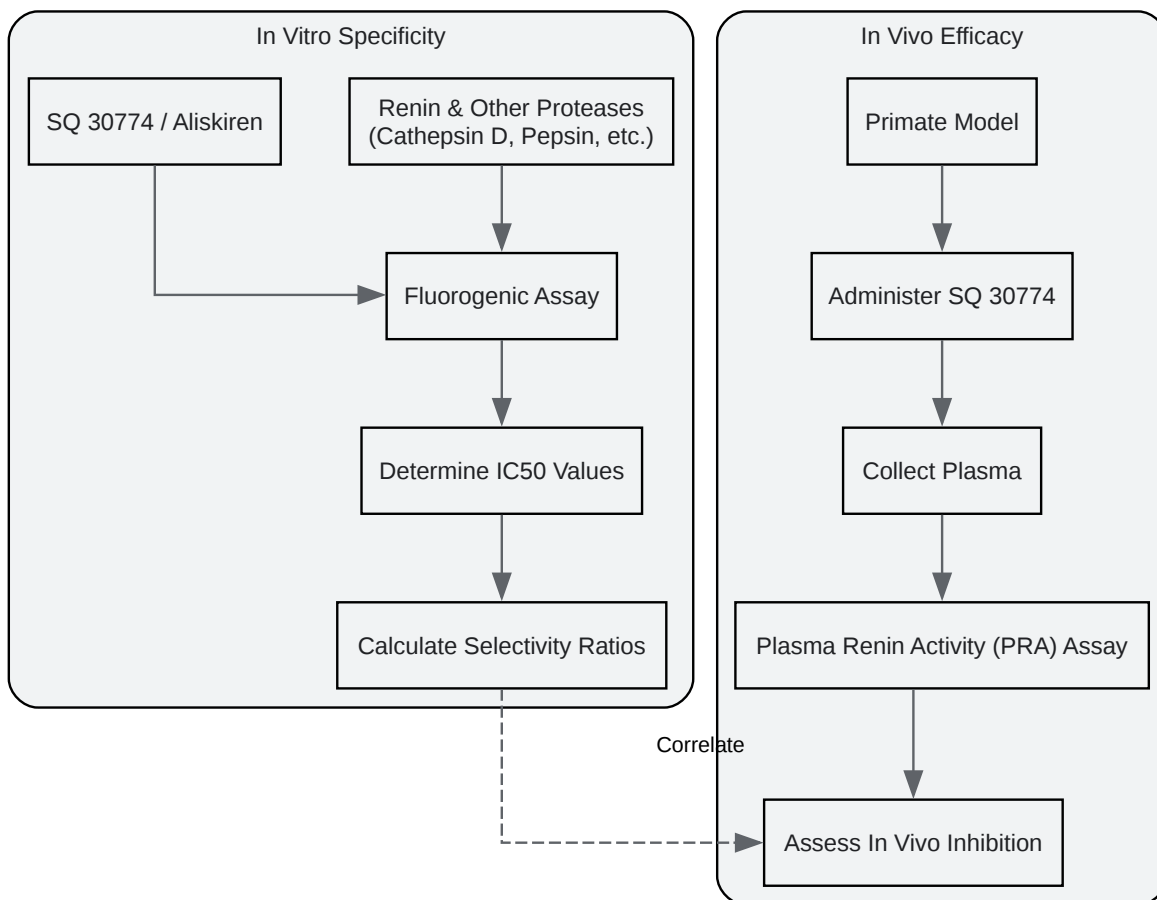 In Vitro Specificity
SQ 30774 / Aliskiren
Renin & Other Proteases
(Cathepsin D, Pepsin, etc.)
Fluorogenic Assay
Determine IC50 Values
Calculate Selectivity Ratios
Correlate
In Vivo Efficacy
Primate Model
Administer SQ 30774
Collect Plasma
Plasma Renin Activity (PRA) Assay
Assess In Vivo Inhibition